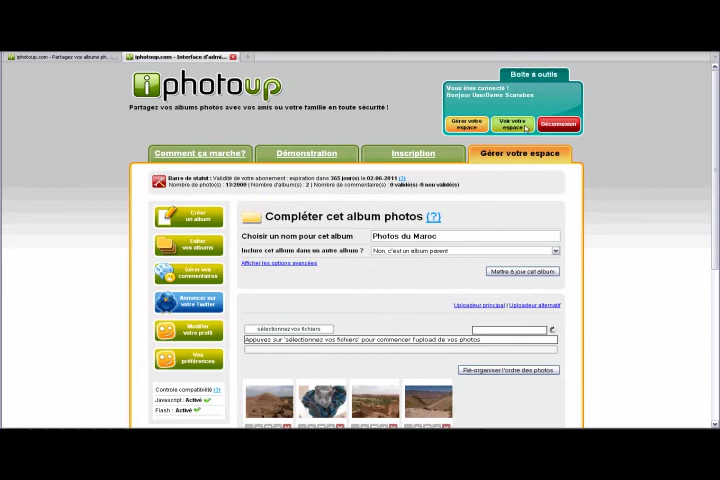 iphotoup.com - Partagez vos albums ph...
iphotoup.com - Interface d'admi...
iphotoup
Partagez vos albums photos avec vos amis ou votre famille en toute sécurité !
Boîte à outils
Vous êtes connecté !
Bonjour UserDemo Scarabox
Gérer votre espace
Voir votre espace
Déconnexion
Comment ça marche?
Démonstration
Inscription
Gérer votre espace
Barre de statut : Validité de votre abonement : expiration dans 365 jour(s) le 02-06-2011 (?)
Nombre de photo(s) : 13/2000 | Nombre d'album(s) : 2 | Nombre de commentaire(s) : 0 validé(s) /0 non validé(s)
Créer un album
Editer vos albums
Gérer vos commentaires
Annoncer sur votre Twitter
Modifier votre profil
Vos préférences
Controle compatibilité (?)
Javascript : Activé
Flash : Activé
Compléter cet album photos (?)
Choisir un nom pour cet album
Photos du Maroc
Inclure cet album dans un autre album ?
Non, c'est un album parent
Afficher les options avancées
Mettre à jour cet album
Uploadeur principal | Uploadeur alternatif
sélectionnez vos fichiers
Appuyez sur 'sélectionnez vos fichiers' pour commencer l'upload de vos photos
Ré-organiser l'ordre des photos